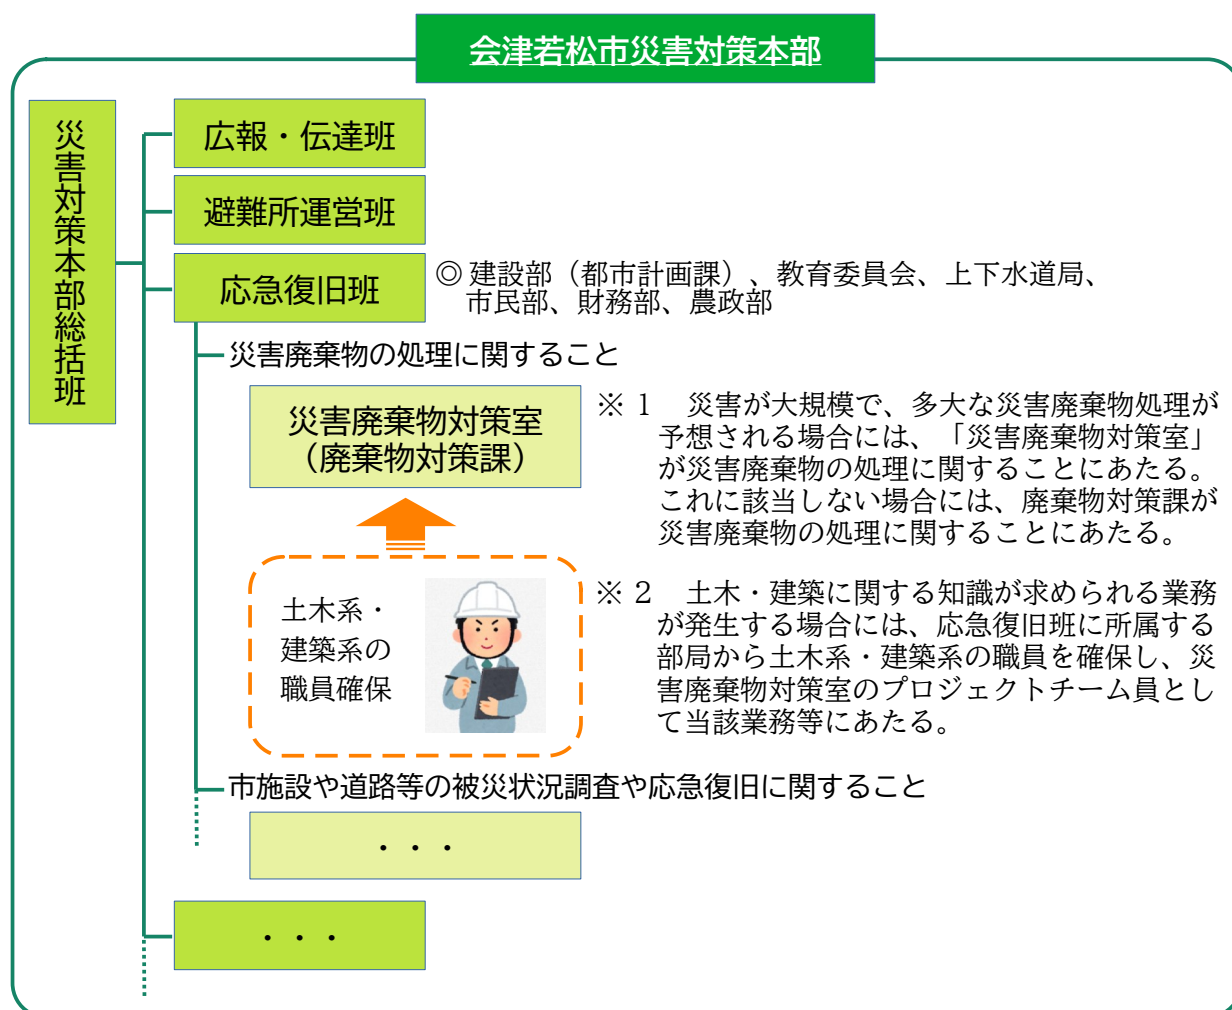 会津若松市災害対策本部
災害対策本部総括班
広報・伝達班
避難所運営班
応急復旧班
◎ 建設部（都市計画課）、教育委員会、上下水道局、
市民部、財務部、農政部
災害廃棄物の処理に関すること
災害廃棄物対策室
（廃棄物対策課）
※１　災害が大規模で、多大な災害廃棄物処理が
予想される場合には、「災害廃棄物対策室」
が災害廃棄物の処理に関することにあたる。
これに該当しない場合には、廃棄物対策課が
災害廃棄物の処理に関することにあたる。
土木系・
建築系の
職員確保
※２　土木・建築に関する知識が求められる業務
が発生する場合には、応急復旧班に所属する
部局から土木系・建築系の職員を確保し、災
害廃棄物対策室のプロジェクトチーム員とし
て当該業務等にあたる。
市施設や道路等の被災状況調査や応急復旧に関すること
・・・
・・・